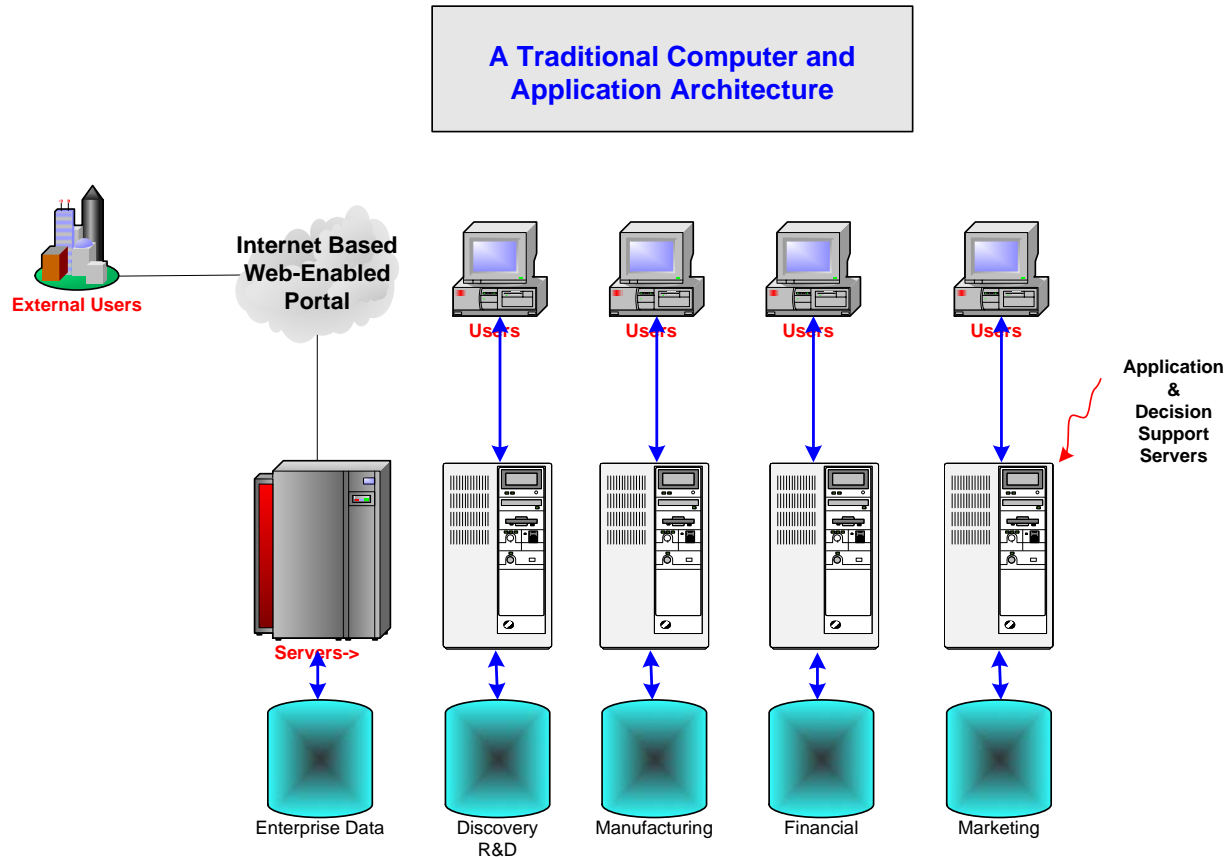 A Traditional Computer and
Application Architecture
Internet Based
Web-Enabled
Portal
External Users
Users
Users
Users
Users
Application
&
Decision
Support
Servers
Servers->
Enterprise Data
Discovery
R&D
Manufacturing
Financial
Marketing